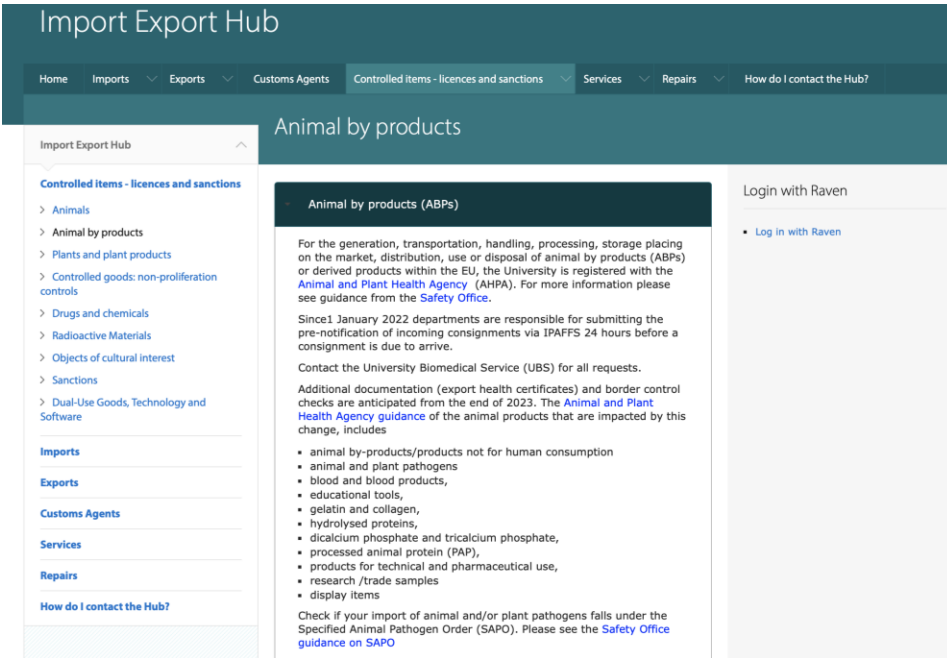 Import Export Hub
Home
Imports
Exports
Customs Agents
Controlled items - licences and sanctions
Services
Repairs
How do I contact the Hub?
Animal by products
Import Export Hub
Controlled items - licences and sanctions
Animals
Animal by products
Plants and plant products
Controlled goods: non-proliferation
controls
Drugs and chemicals
Radioactive Materials
Objects of cultural interest
Sanctions
Dual-Use Goods, Technology and
Software
Imports
Exports
Customs Agents
Services
Repairs
How do I contact the Hub?
Animal by products (ABPs)
For the generation, transportation, handling, processing, storage placing
on the market, distribution, use or disposal of animal by products (ABPs)
or derived products within the EU, the University is registered with the
Animal and Plant Health Agency (AHPA). For more information please
see guidance from the Safety Office.
Since1 January 2022 departments are responsible for submitting the
pre-notification of incoming consignments via IPAFFS 24 hours before a
consignment is due to arrive.
Contact the University Biomedical Service (UBS) for all requests.
Additional documentation (export health certificates) and border control
checks are anticipated from the end of 2023. The Animal and Plant
Health Agency guidance of the animal products that are impacted by this
change, includes
animal by-products/products not for human consumption
animal and plant pathogens
blood and blood products,
educational tools,
gelatin and collagen,
hydrolysed proteins,
dicalcium phosphate and tricalcium phosphate,
processed animal protein (PAP),
products for technical and pharmaceutical use,
research /trade samples
display items
Check if your import of animal and/or plant pathogens falls under the
Specified Animal Pathogen Order (SAPO). Please see the Safety Office
guidance on SAPO
Login with Raven
Log in with Raven